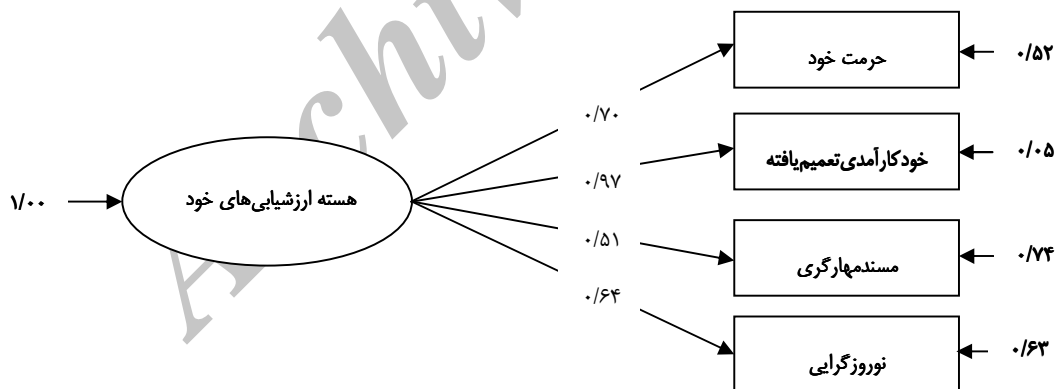 Archiv
حرمت خود
۰/۵۲
۰/۷۰
خودکارآمدی‌تعمیم‌یافته
۰/۰۵
۰/۹۷
هسته ارزشیابی‌های خود
۱/۰۰
۰/۵۱
مسندمهارگری
۰/۷۴
۰/۶۴
نوروزگرایی
۰/۶۳